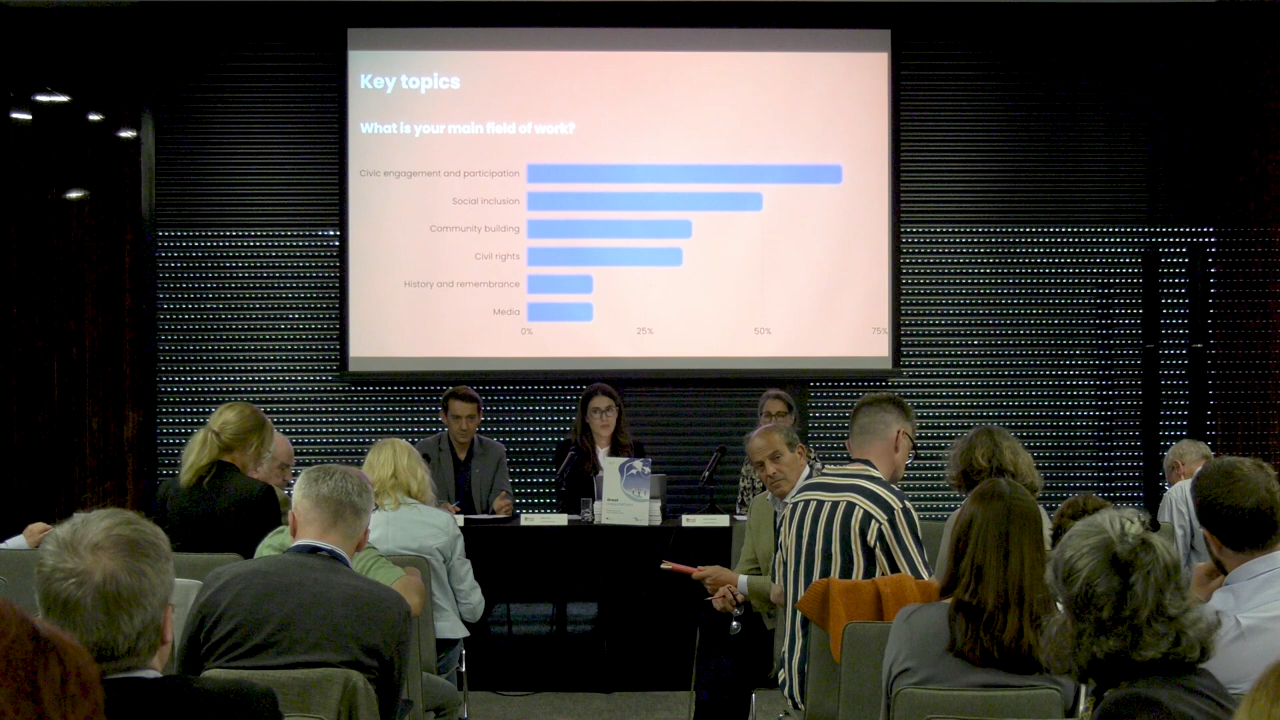 Key topics
What is your main field of work?
Civic engagement and participation
Social inclusion
Community building
Civil rights
History and remembrance
Media
0% 25% 50% 75%